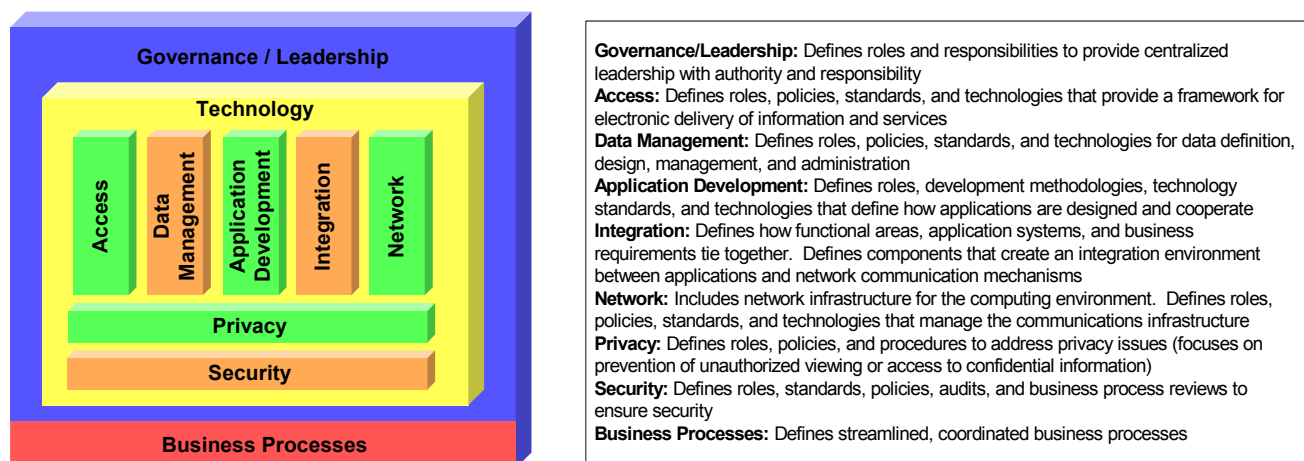 Governance / Leadership
Technology
Access
Data
Management
Application
Development
Integration
Network
Privacy
Security
Business Processes
Governance/Leadership: Defines roles and responsibilities to provide centralized
leadership with authority and responsibility
Access: Defines roles, policies, standards, and technologies that provide a framework for
electronic delivery of information and services
Data Management: Defines roles, policies, standards, and technologies for data definition,
design, management, and administration
Application Development: Defines roles, development methodologies, technology
standards, and technologies that define how applications are designed and cooperate
Integration: Defines how functional areas, application systems, and business
requirements tie together.  Defines components that create an integration environment
between applications and network communication mechanisms
Network: Includes network infrastructure for the computing environment.  Defines roles,
policies, standards, and technologies that manage the communications infrastructure
Privacy: Defines roles, policies, and procedures to address privacy issues (focuses on
prevention of unauthorized viewing or access to confidential information)
Security: Defines roles, standards, policies, audits, and business process reviews to
ensure security
Business Processes: Defines streamlined, coordinated business processes